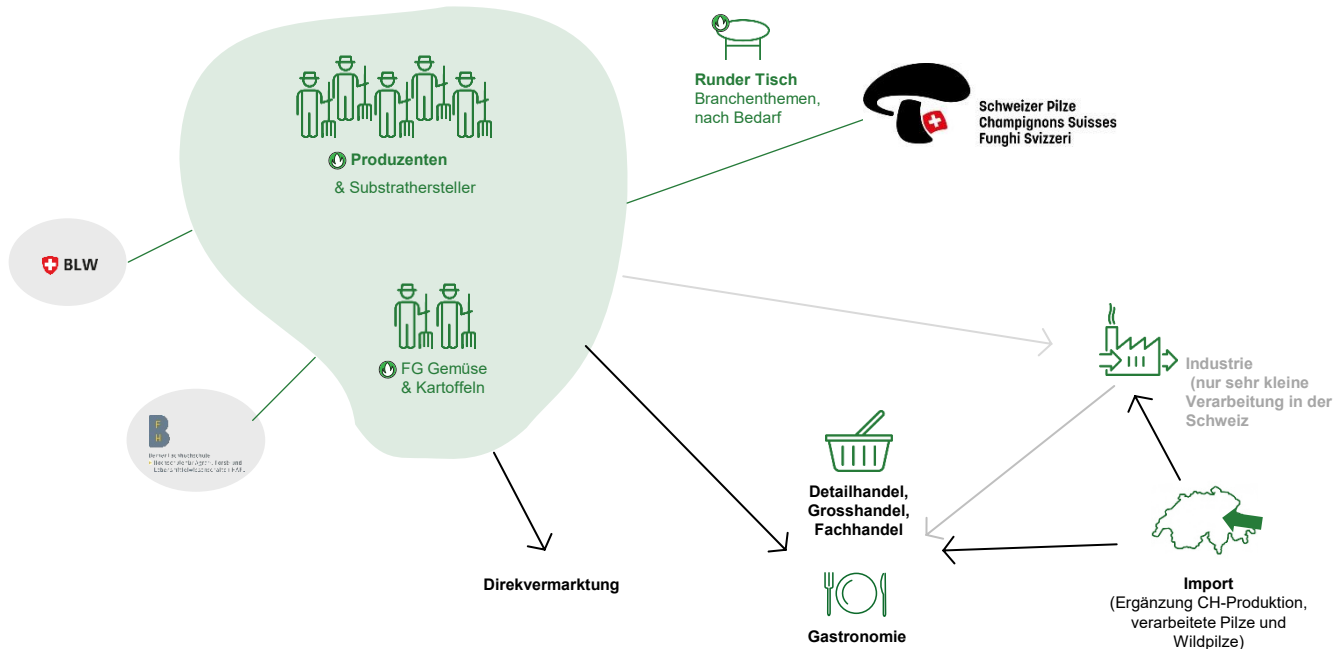 Runder Tisch
Branchenthemen,
nach Bedarf
Schweizer Pilze
Champignons Suisses
Funghi Svizzeri
Produzenten
& Substrathersteller
BLW
FG Gemüse
& Kartoffeln
B
F
H
Industrie
(nur sehr kleine
Verarbeitung in der
Schweiz
Detailhandel,
Grosshandel,
Fachhandel
Direkvermarktung
Gastronomie
Import
(Ergänzung CH-Produktion,
verarbeitete Pilze und
Wildpilze)